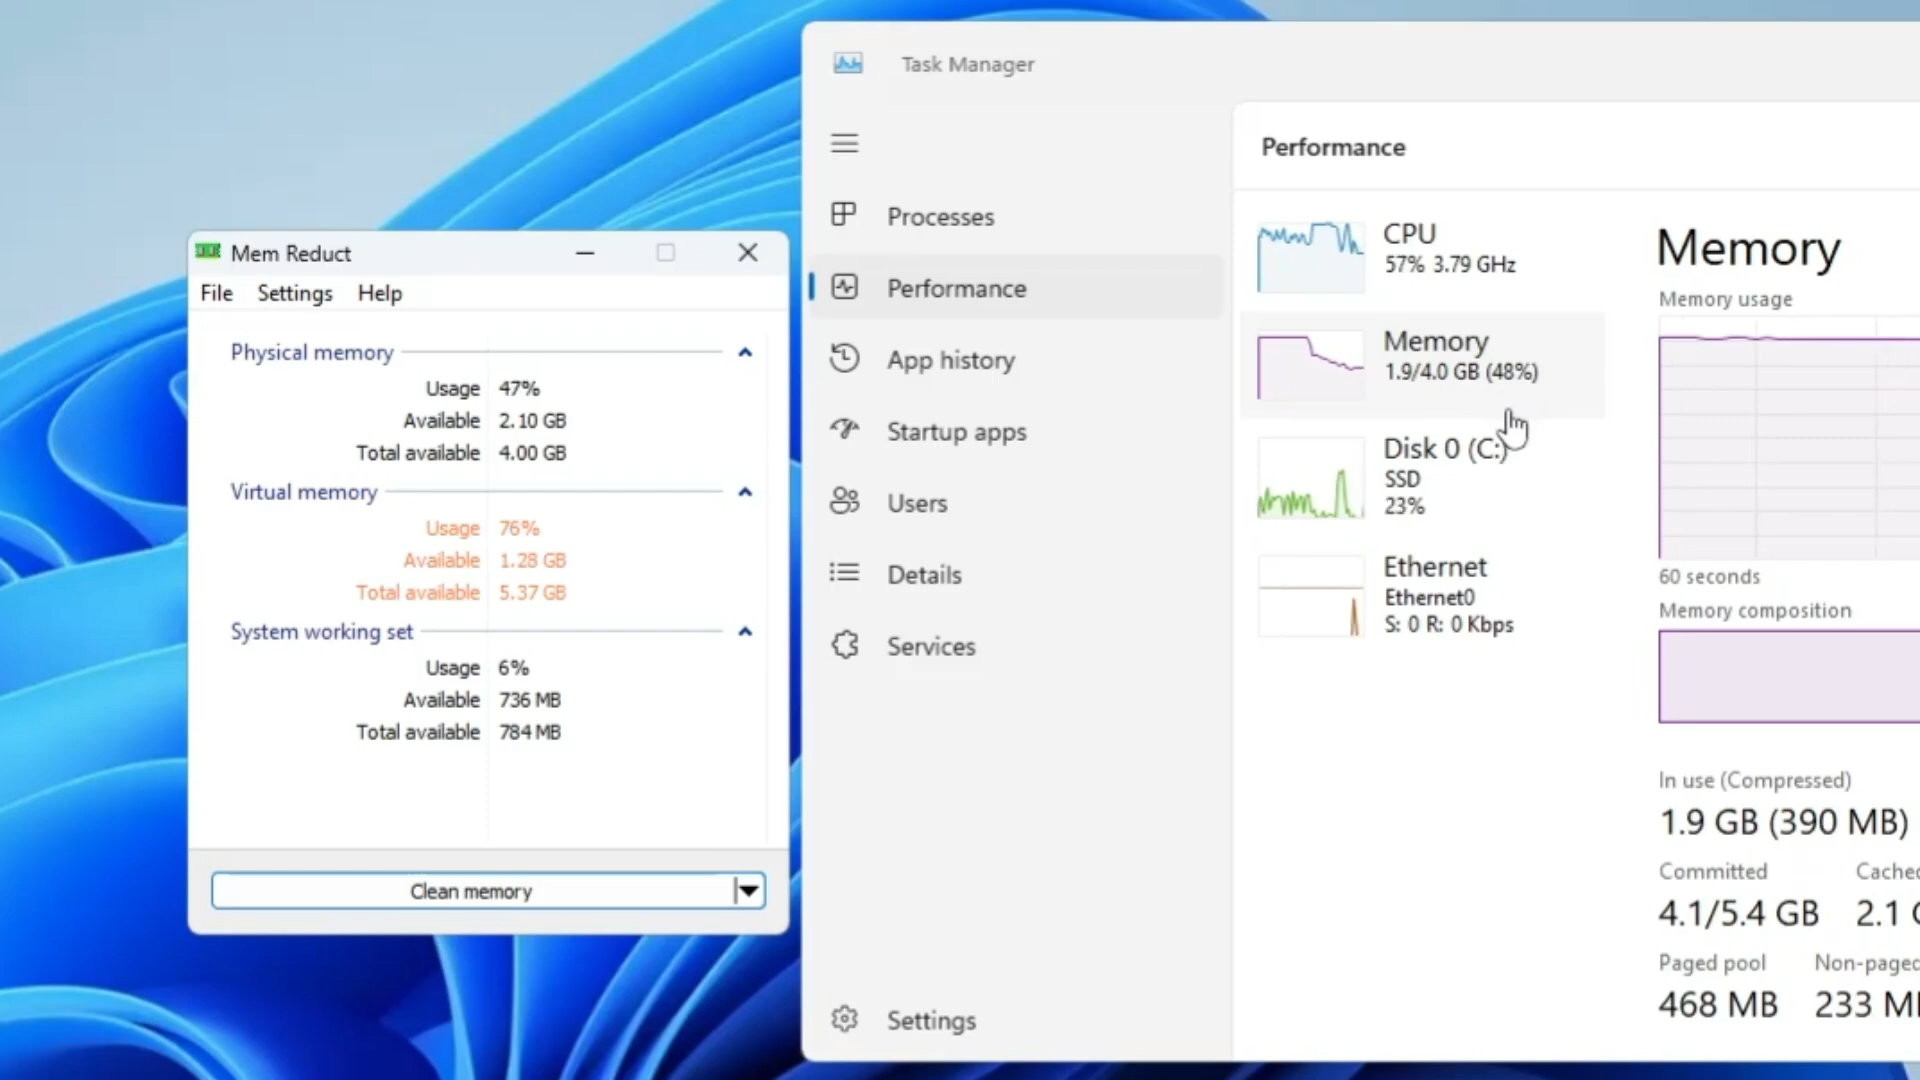 Mem Reduct
File Settings Help
Physical memory
Usage 47%
Available 2.10 GB
Total available 4.00 GB
Virtual memory
Usage 76%
Available 1.28 GB
Total available 5.37 GB
System working set
Usage 6%
Available 736 MB
Total available 784 MB
Clean memory
Task Manager
Processes
Performance
App history
Startup apps
Users
Details
Services
Settings
Performance
CPU
57% 3.79 GHz
Memory
1.9/4.0 GB (48%)
Disk 0 (C:)
SSD
23%
Ethernet
Ethernet0
S: 0 R: 0 Kbps
Memory
Memory usage
60 seconds
Memory composition
In use (Compressed)
1.9 GB (390 MB)
Committed
4.1/5.4 GB 2.1
Paged pool Non-paged
468 MB 233